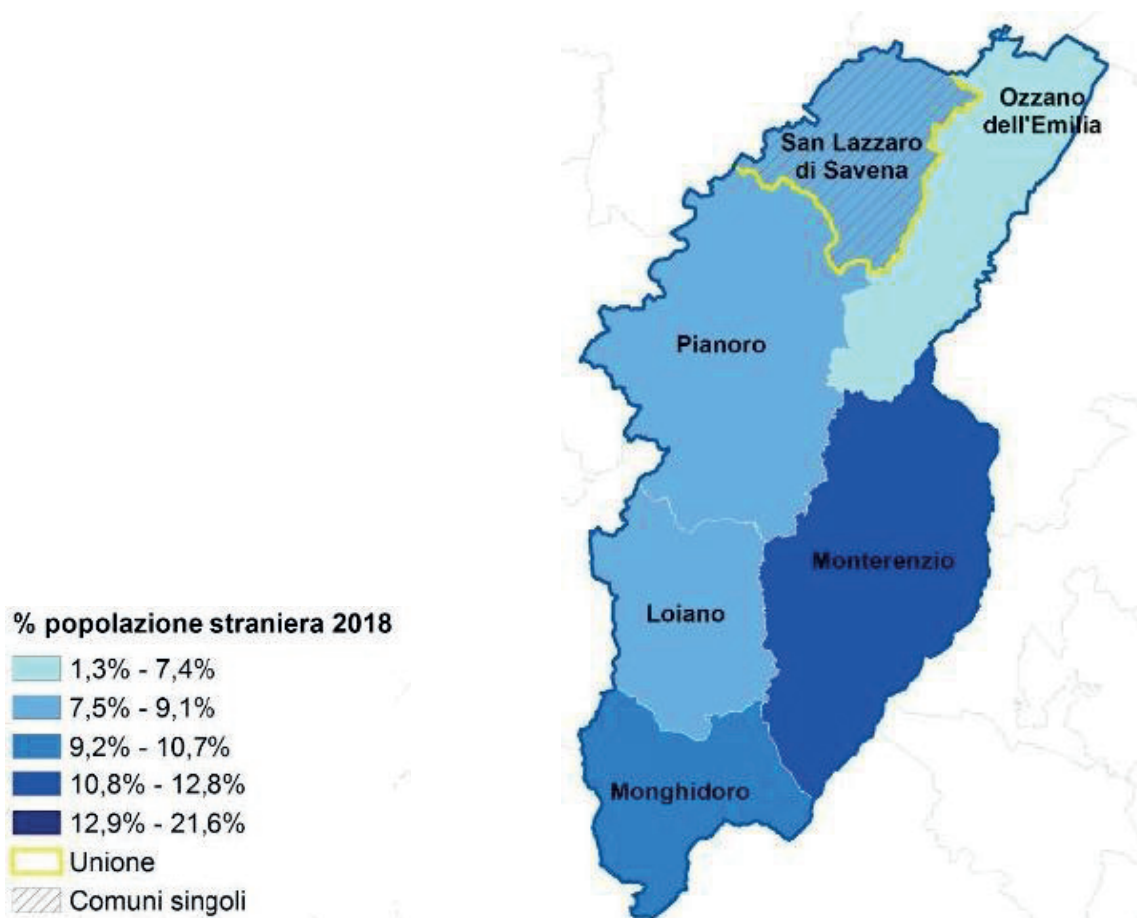 Ozzano
dell'Emilia
San Lazzaro
di Savena
Pianoro
Monterenzio
Loiano
Monghidoro
% popolazione straniera 2018
1,3% - 7,4%
7,5% - 9,1%
9,2% - 10,7%
10,8% - 12,8%
12,9% - 21,6%
Unione
Comuni singoli